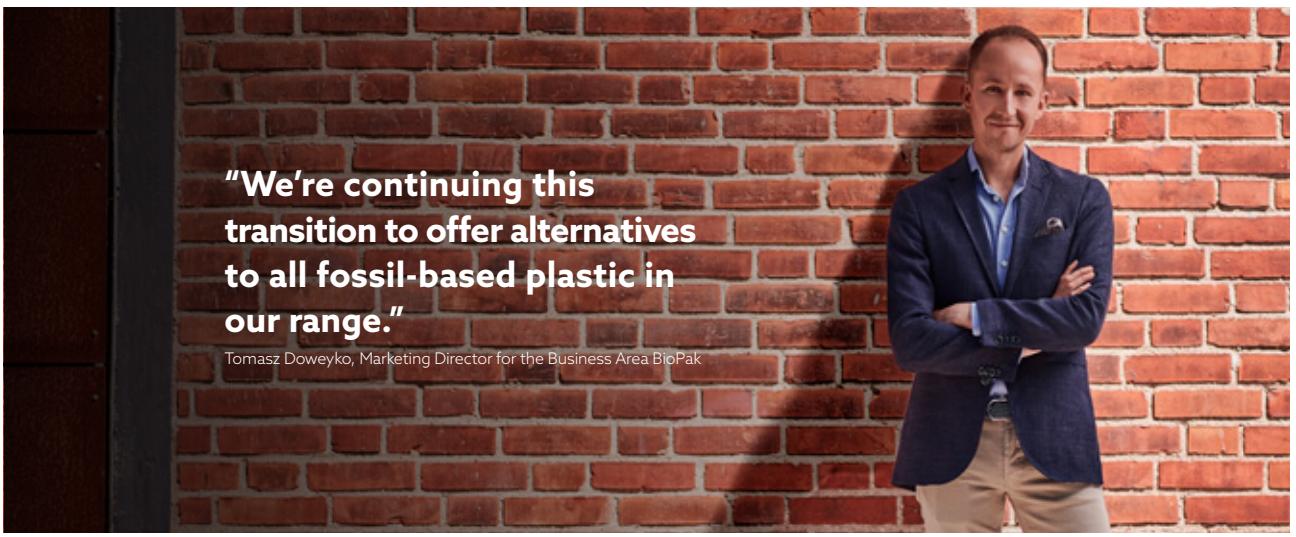 “We’re continuing this
transition to offer alternatives
to all fossil-based plastic in
our range.”
Tomasz Doweyko, Marketing Director for the Business Area BioPak